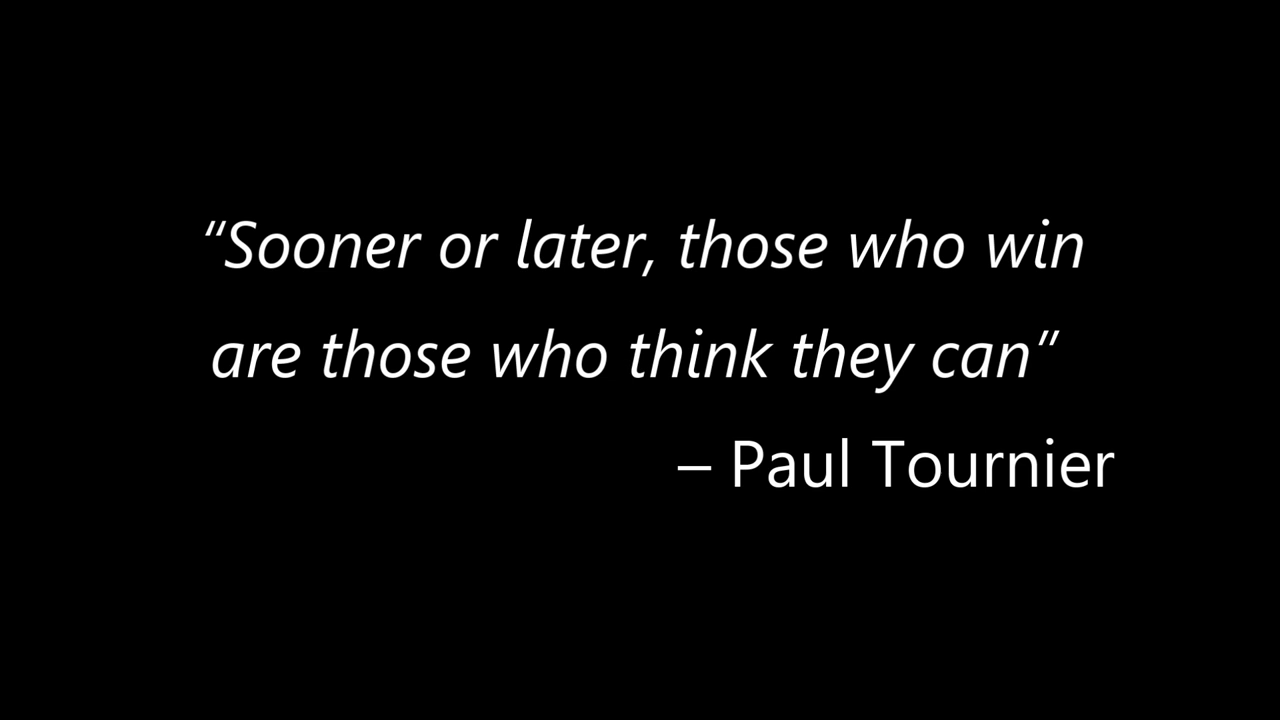 “Sooner or later, those who win
are those who think they can”
– Paul Tournier